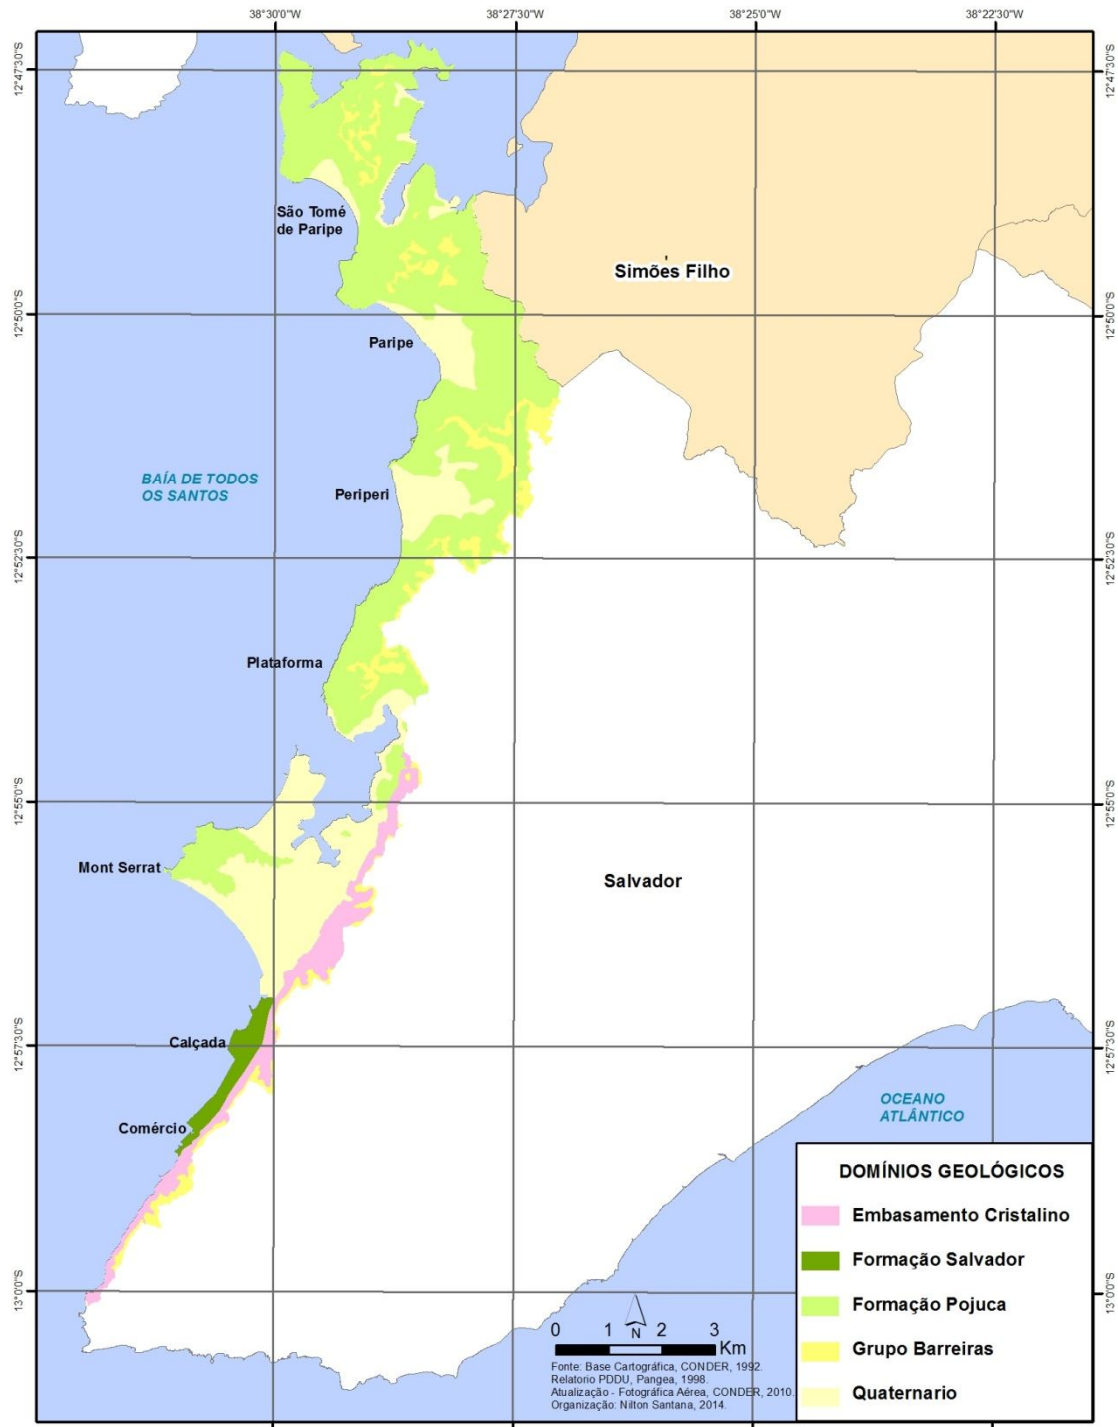 38°30'0"W
38°27'30"W
38°25'0"W
38°22'30"W
12°47'30"S
12°47'30"S
São Tomé
de Paripe
Simões Filho
12°50'0"S
12°50'0"S
Paripe
BAÍA DE TODOS
OS SANTOS
Periperi
12°52'30"S
12°52'30"S
Plataforma
12°55'0"S
12°55'0"S
Mont Serrat
Salvador
Calçada
12°57'30"S
12°57'30"S
OCEANO
ATLÂNTICO
Comércio
DOMÍNIOS GEOLÓGICOS
Embasamento Cristalino
Formação Salvador
Formação Pojuca
Grupo Barreiras
Quaternario
13°0'0"S
13°0'0"S
N
0 1 2 3
Km
Fonte: Base Cartográfica, CONDER, 1992.
Relatorio PDDU, Pangea, 1998.
Atualização - Fotográfica Aérea, CONDER, 2010.
Organização: Nilton Santana, 2014.